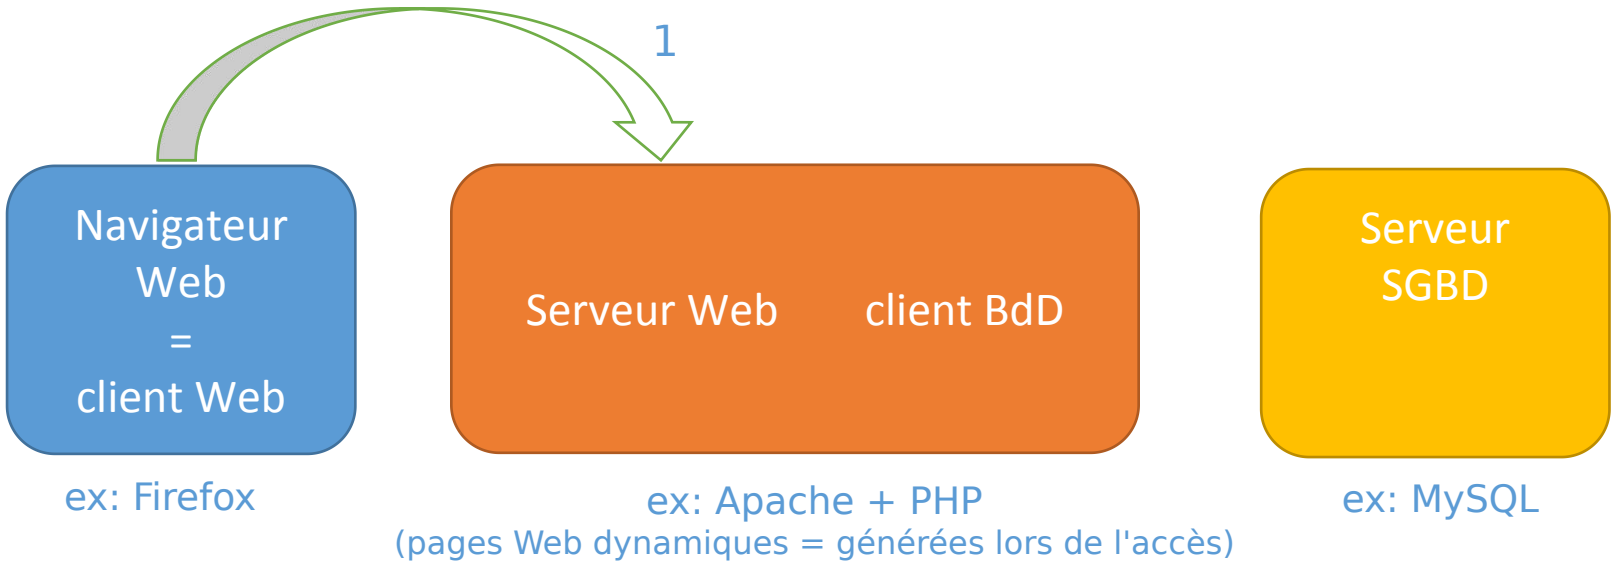 1
Navigateur
Web
=
client Web
Serveur Web client BdD
Serveur
SGBD
ex: Firefox
ex: Apache + PHP
(pages Web dynamiques = générées lors de l'accès)
ex: MySQL